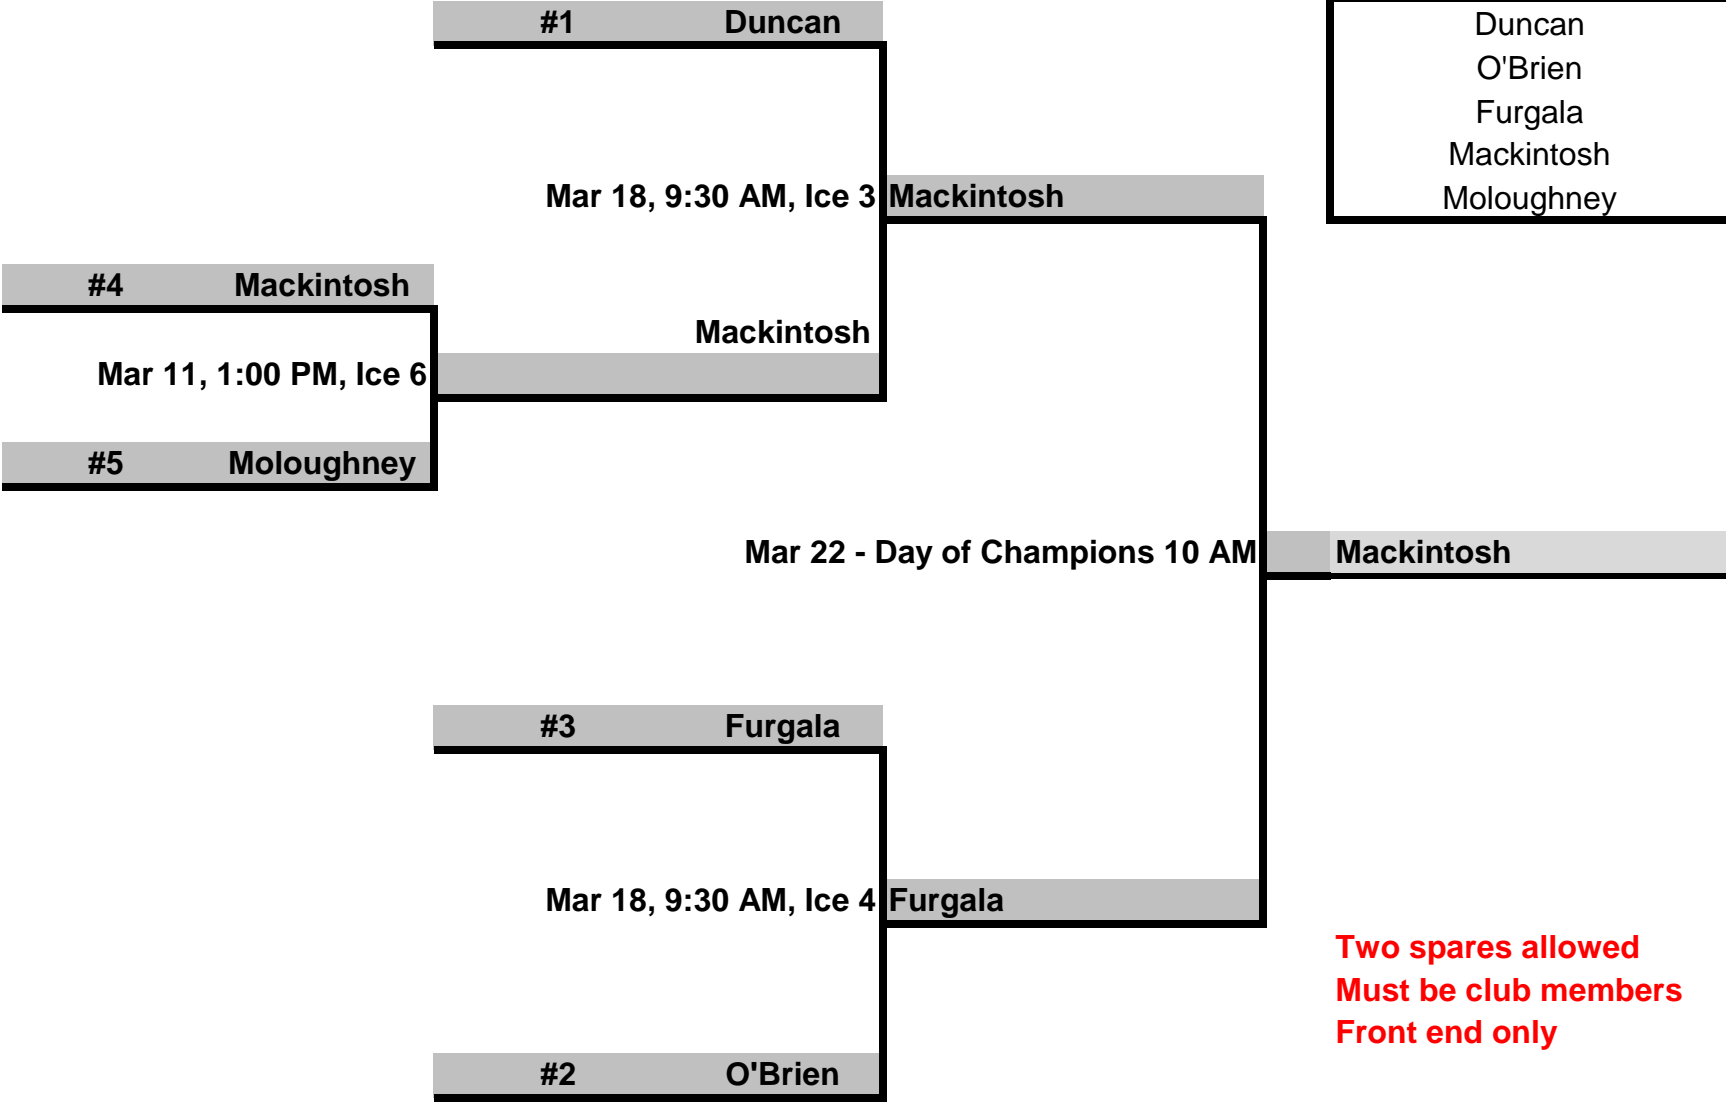 #1 Duncan
Duncan
O'Brien
Furgala
Mackintosh
Moloughney
Mar 18, 9:30 AM, Ice 3 Mackintosh
#4 Mackintosh
Mackintosh
Mar 11, 1:00 PM, Ice 6
#5 Moloughney
Mar 22 - Day of Champions 10 AM Mackintosh
#3 Furgala
Mar 18, 9:30 AM, Ice 4 Furgala
Two spares allowed
Must be club members
Front end only
#2 O'Brien